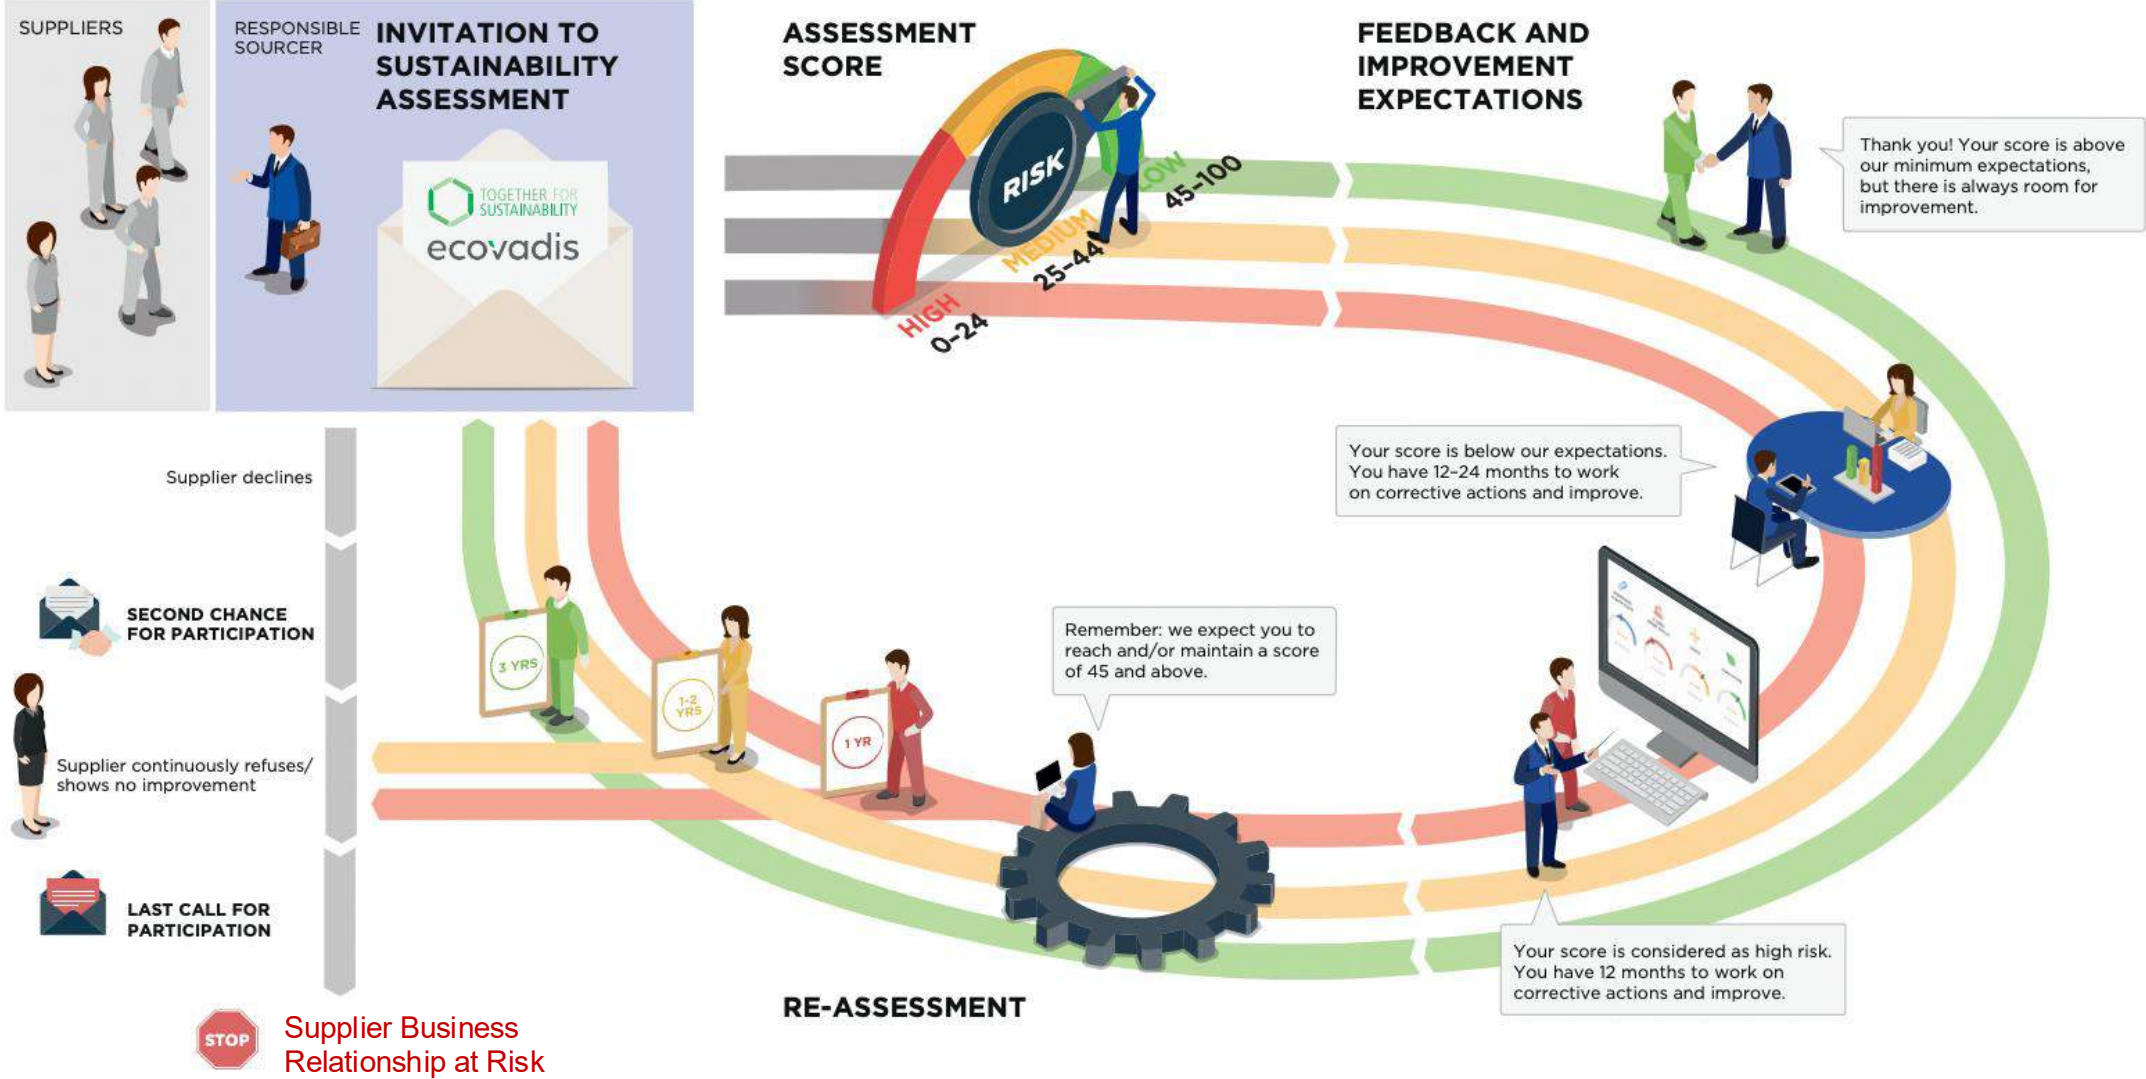 SUPPLIERS
RESPONSIBLE
SOURCER
INVITATION TO
SUSTAINABILITY
ASSESSMENT
TOGETHER FOR
SUSTAINABILITY
ecovadis
ASSESSMENT
SCORE
RISK
LOW
45-100
MEDIUM
25-44
HIGH
0-24
FEEDBACK AND
IMPROVEMENT
EXPECTATIONS
Thank you! Your score is above
our minimum expectations,
but there is always room for
improvement.
Your score is below our expectations.
You have 12–24 months to work
on corrective actions and improve.
Your score is considered as high risk.
You have 12 months to work on
corrective actions and improve.
Remember: we expect you to
reach and/or maintain a score
of 45 and above.
RE-ASSESSMENT
1 YR
1-2
YRS
3 YRS
Supplier declines
SECOND CHANCE
FOR PARTICIPATION
Supplier continuously refuses/
shows no improvement
LAST CALL FOR
PARTICIPATION
STOP
Supplier Business
Relationship at Risk